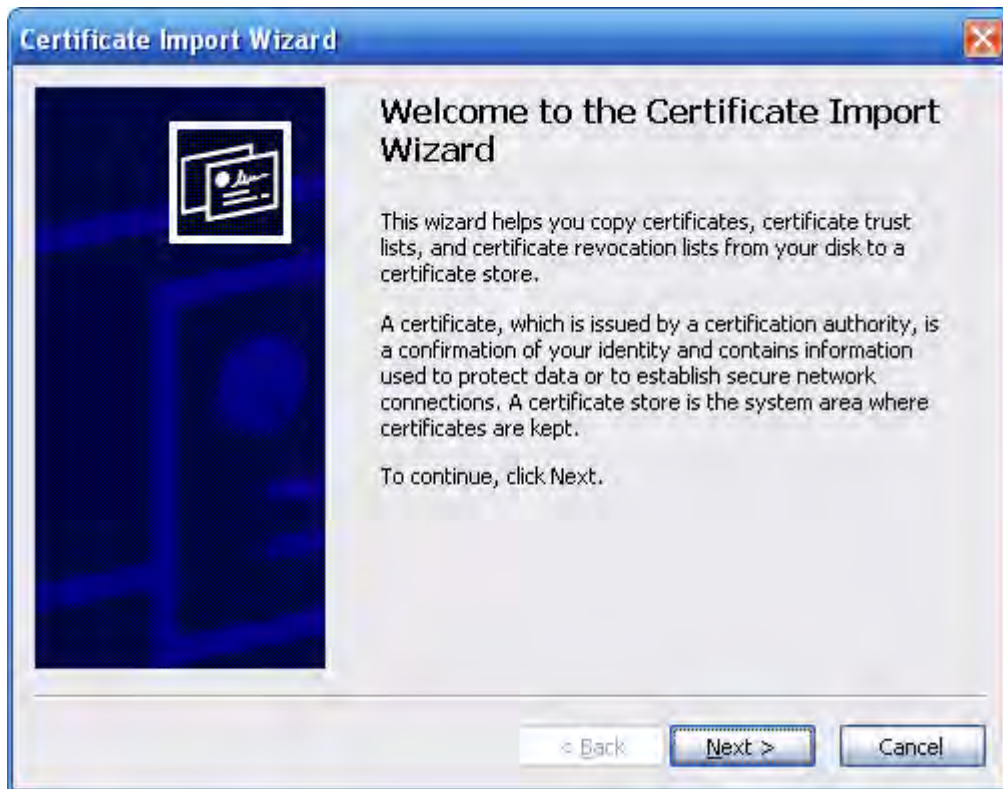 Certificate Import Wizard
Welcome to the Certificate Import
Wizard
This wizard helps you copy certificates, certificate trust
lists, and certificate revocation lists from your disk to a
certificate store.
A certificate, which is issued by a certification authority, is
a confirmation of your identity and contains information
used to protect data or to establish secure network
connections. A certificate store is the system area where
certificates are kept.
To continue, click Next.
< Back
Next >
Cancel